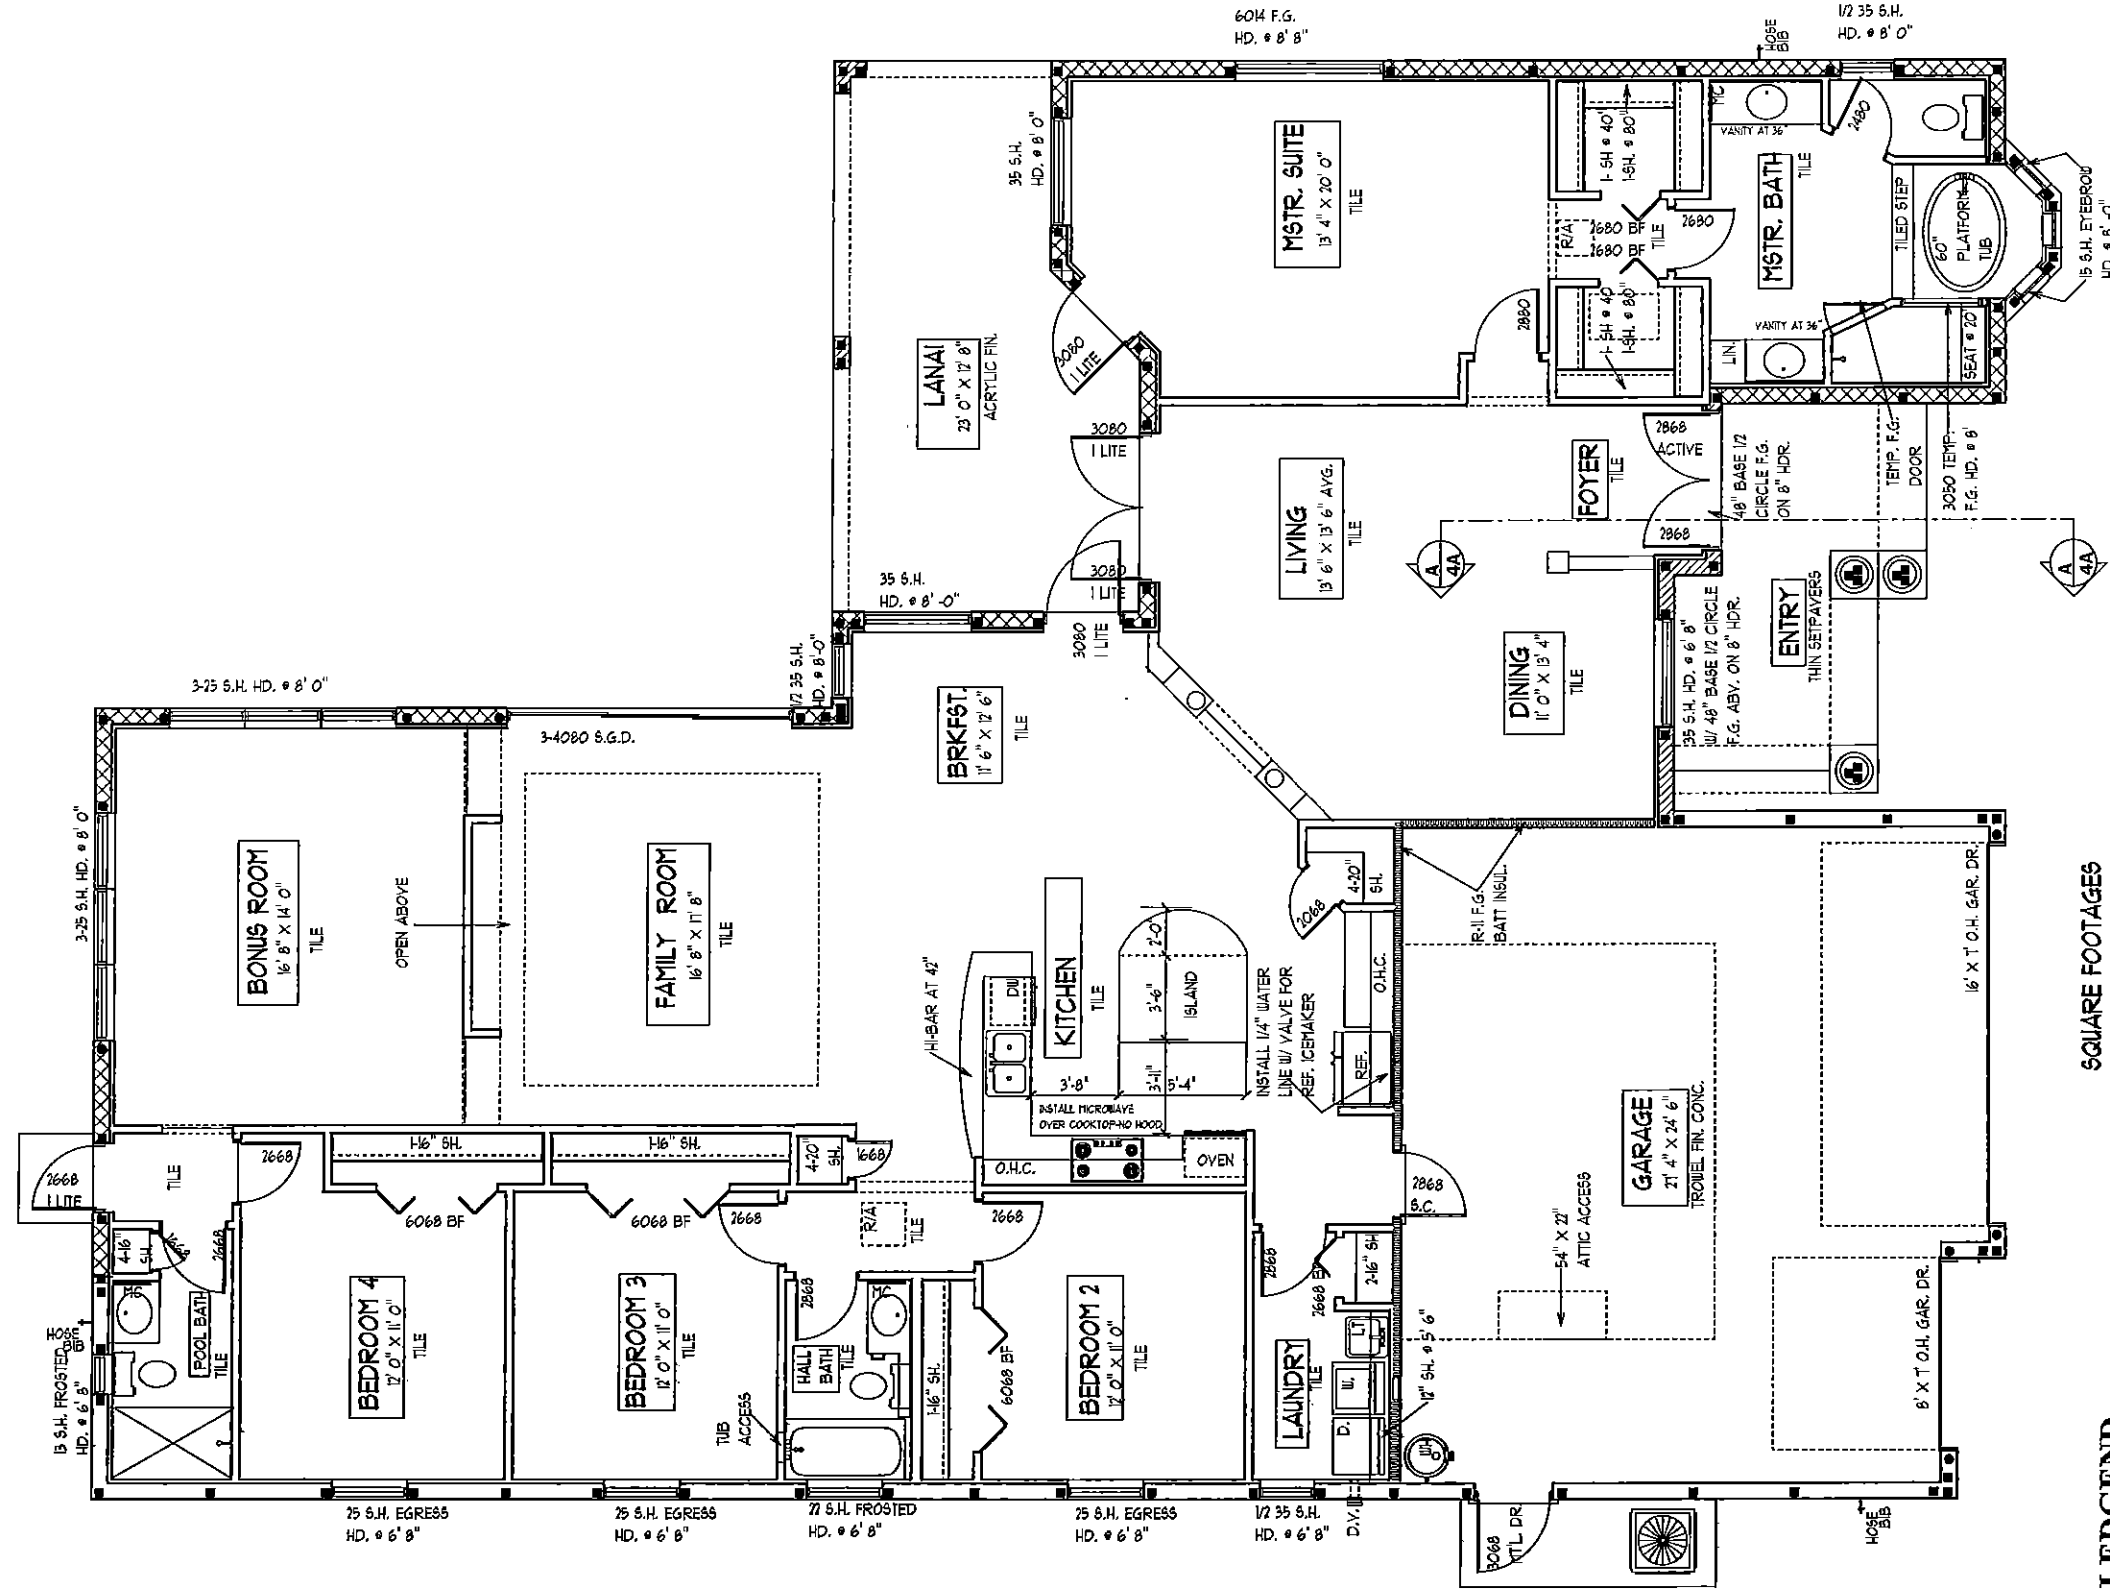 6014 F.G.
HD. @ 8' 8"
1/2 35 S.H.
HD. @ 8' 0"
HOSE
BIB
35 S.H.
HD. @ 8' 0"
MSTR. SUITE
13' 4" X 20' 0"
TILE
1-SH @ 40"
1-SH. @ 80"
MC
VANITY AT 36"
2480
MSTR. BATH
TILE
R/A
2680 BF
2680 BF
TILE
2680
TILED STEP
60"
PLATFORM
TUB
15 S.H. EYEBROW
HD. @ 8'-0"
1-SH @ 40
1-SH. @ 80"
2880
VANITY AT 36"
LIN.
SEAT @ 20"
LANAI
23' 0" X 12' 8"
ACRYLIC FIN.
3080
1 LITE
3080
1 LITE
3080
1 LITE
3080
1 LITE
35 S.H.
HD. @ 8'-0"
LIVING
13' 6" X 13' 6" AVG.
TILE
FOYER
TILE
2868
ACTIVE
2868
48" BASE 1/2
CIRCLE F.G.
ON 8" HDR.
TEMP. F.G.
DOOR
3050 TEMP.
F.G. HD. @ 8'
A
4A
A
4A
DINING
11' 0" X 13' 4"
TILE
35 S.H. HD. @ 6' 8"
W/ 48" BASE 1/2 CIRCLE
F.G. ABV. ON 8" HDR.
ENTRY
THIN SETPAVERS
3-25 S.H. HD. @ 8' 0"
1/2 35 S.H.
HD. @ 8'-0"
3-4080 S.G.D.
BRKFST.
11' 6" X 12' 6"
TILE
3-25 S.H. HD. @ 8' 0"
BONUS ROOM
16' 8" X 14' 0"
TILE
OPEN ABOVE
FAMILY ROOM
16' 8" X 17' 8"
TILE
HI-BAR AT 42"
DW
KITCHEN
TILE
2'-0"
3'-6"
ISLAND
3'-8"
3'-11"
5'-4"
INSTALL MICROWAVE
OVER COOKTOP-NO HOOD
O.H.C.
OVEN
INSTALL 1/4" WATER
LINE W/ VALVE FOR
REF. ICEMAKER
REF.
O.H.C.
2068
4-20"
SH.
R-11 F.G.
BATT INSUL.
16' X 7' O.H. GAR. DR.
GARAGE
21' 4" X 24' 6"
TROWEL FIN. CONC.
54" X 22"
ATTIC ACCESS
8' X 7' O.H. GAR. DR.
SQUARE FOOTAGES
2668
1 LITE
TILE
2668
1-16" SH.
1-16" SH.
4-20"
SH.
1668
6068 BF
6068 BF
2668
R/A
TILE
2668
2868
S.C.
4-16"
SH.
1668
2668
MC
POOL BATH
TILE
HOSE
BIB
13 S.H. FROSTED
HD. @ 6' 8"
BEDROOM 4
12' 0" X 11' 0"
TILE
BEDROOM 3
12' 0" X 11' 0"
TILE
TUB
ACCESS
2868
MC
HALL
BATH
TILE
1-16" SH.
6068 BF
BEDROOM 2
12' 0" X 11' 0"
TILE
2868
2668 BF
2-16" SH
LAUNDRY
TILE
LT
W.
D.
12" SH. @ 5' 6"
WH
25 S.H. EGRESS
HD. @ 6' 8"
25 S.H. EGRESS
HD. @ 6' 8"
22 S.H. FROSTED
HD. @ 6' 8"
25 S.H. EGRESS
HD. @ 6' 8"
1/2 35 S.H.
HD. @ 6' 8"
D.V.
3068
MTL. DR.
HOSE
BIB
LEDGEND